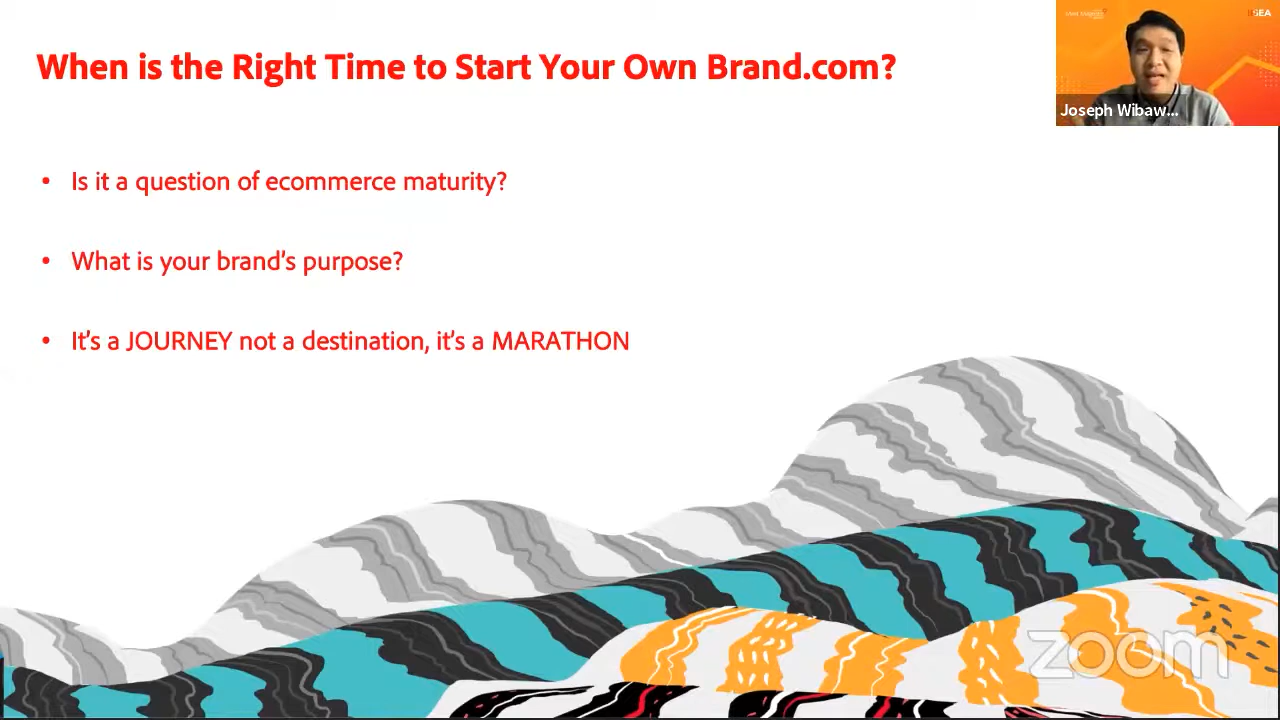 When is the Right Time to Start Your Own Brand.com?
• Is it a question of ecommerce maturity?
• What is your brand's purpose?
• It's a JOURNEY not a destination, it's a MARATHON
Joseph Wibaw...
zoom